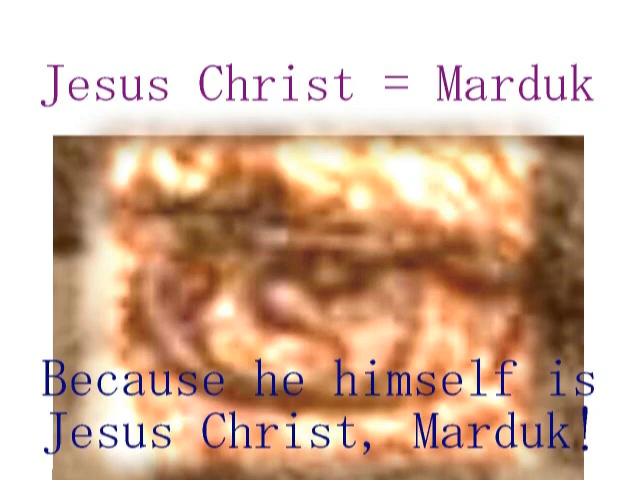 Jesus Christ = Marduk
Because he himself is
Jesus Christ, Marduk!